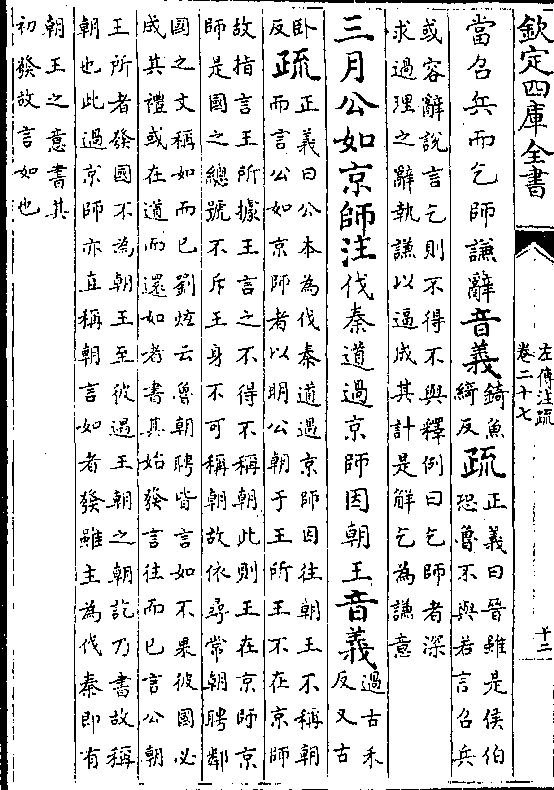 欽定四庫全書
左傳注疏
卷二十七
十二
當召兵而乞師謙辭音義錡魚
綺反疏正義曰晉雖是侯伯
恐魯不與若言召兵
或容辭說言乞則不得不與釋例曰乞師者深
求過理之辭執謙以逼成其計是解乞為謙意
三月公如京師注伐秦道過京師因朝王音義過古禾
反又古
卧
反疏正義曰公本為伐秦道過京師因往朝王不稱朝
而言公如京師者以明公朝于王所王不在京師
故指言王所據王言之不得不稱朝此則王在京師京
師是國之總號不斥王身不可稱朝故依尋常朝聘鄰
國之文稱如而已劉炫云魯朝聘皆言如不果彼國必
成其禮或在道而還如者書其始發言往而已言公朝
王所者發國不為朝王至彼過王朝之朝訖乃書故稱
朝也此過京師亦直稱朝言如者發雖主為伐秦即有
朝王之意書其
初發故言如也